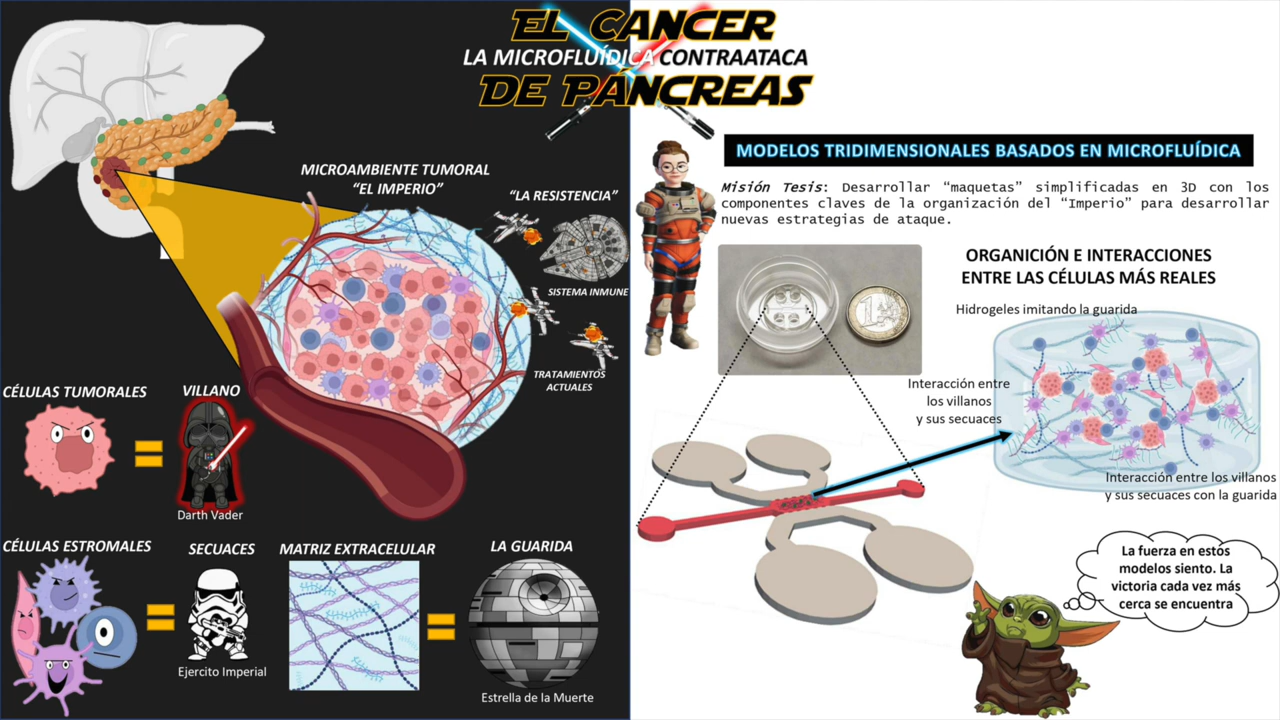 EL CANCER
LA MICROFLUÍDICA CONTRAATACA
DE PÁNCREAS
MICROAMBIENTE TUMORAL
“EL IMPERIO”
“LA RESISTENCIA”
SISTEMA INMUNE
TRATAMIENTOS
ACTUALES
CÉLULAS TUMORALES
VILLANO
Darth Vader
CÉLULAS ESTROMALES
SECUACES
MATRIZ EXTRACELULAR
LA GUARIDA
Ejercito Imperial
Estrella de la Muerte
MODELOS TRIDIMENSIONALES BASADOS EN MICROFLUÍDICA
Misión Tesis: Desarrollar “maquetas” simplificadas en 3D con los
componentes claves de la organización del “Imperio” para desarrollar
nuevas estrategias de ataque.
ORGANICIÓN E INTERACCIONES
ENTRE LAS CÉLULAS MÁS REALES
Hidrogeles imitando la guarida
Interacción entre
los villanos
y sus secuaces
Interacción entre los villanos
y sus secuaces con la guarida
La fuerza en estos
modelos siento. La
victoria cada vez más
cerca se encuentra